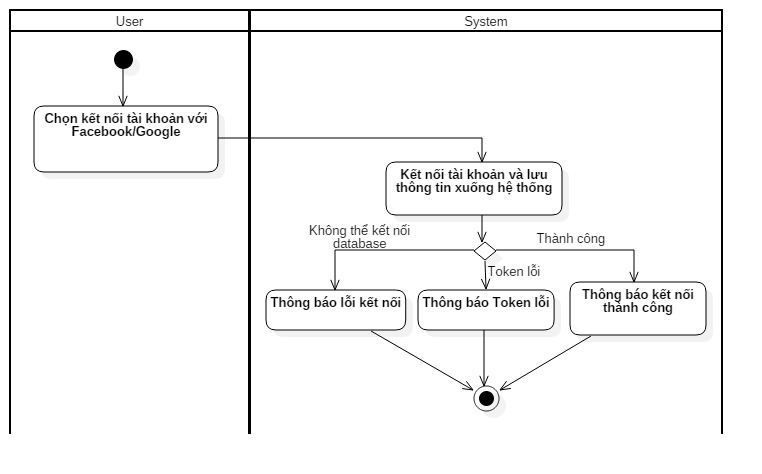 User
System
Chọn kết nối tài khoản với
Facebook/Google
Kết nối tài khoản và lưu
thông tin xuống hệ thống
Không thể kết nối
database
Thành công
Token lỗi
Thông báo lỗi kết nối
Thông báo Token lỗi
Thông báo kết nối
thành công